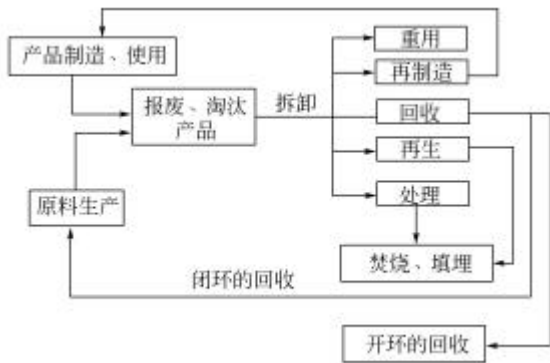 产品制造、使用
报废、淘汰
产品
拆卸
重用
再制造
回收
再生
处理
原料生产
焚烧、填埋
闭环的回收
开环的回收